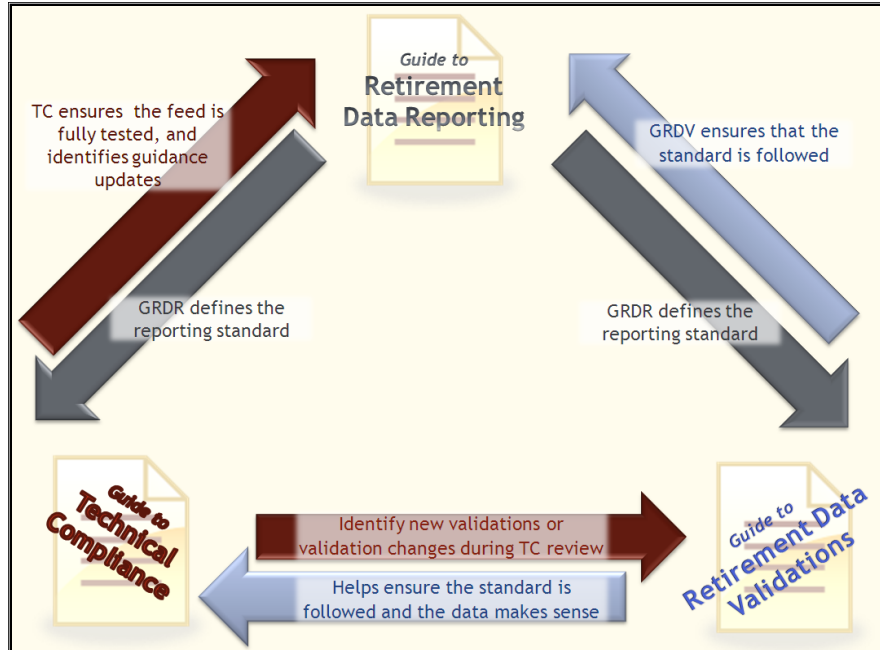 Guide to
Retirement
Data Reporting
TC ensures the feed is
fully tested, and
identifies guidance
updates
GRDV ensures that the
standard is followed
GRDR defines the
reporting standard
GRDR defines the
reporting standard
Guide to
Technical
Compliance
Identify new validations or
validation changes during TC review
Helps ensure the standard is
followed and the data makes sense
Guide to
Retirement Data
Validations